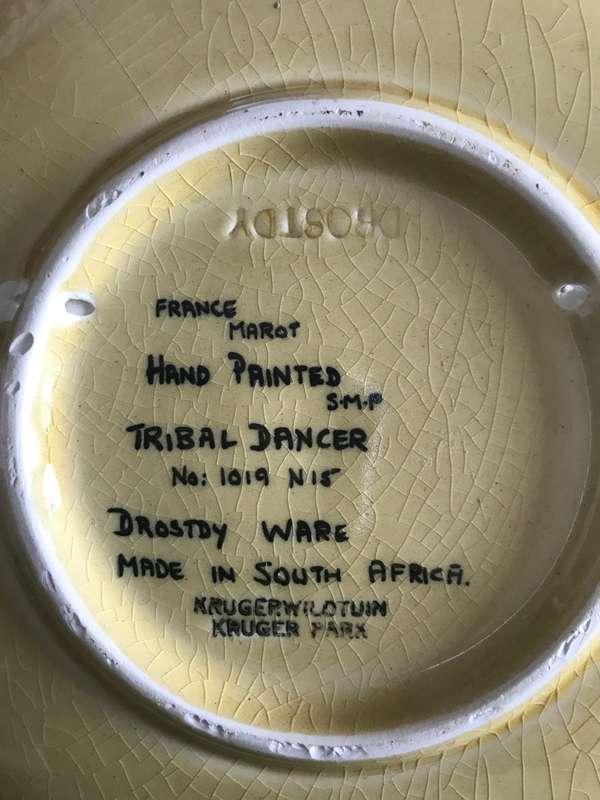 DROSTDY
FRANCE
MAROT
HAND PAINTED
S.M.P
TRIBAL DANCER
No: 1019 N15
DROSTDY WARE
MADE IN SOUTH AFRICA.
KRUGERWILDTUIN
KRUGER PARK